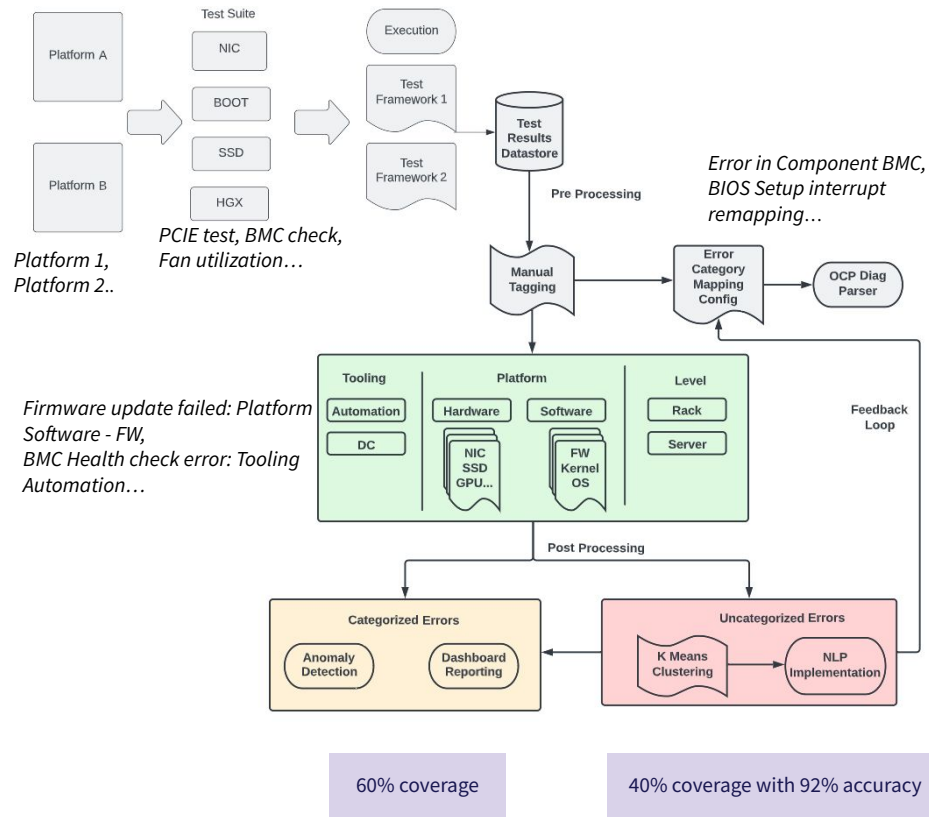 Test Suite
Platform A
Platform B
NIC
BOOT
SSD
HGX
Execution
Test
Framework 1
Test
Framework 2
Test
Results
Datastore
Platform 1,
Platform 2..
PCIE test, BMC check,
Fan utilization…
Pre Processing
Error in Component BMC,
BIOS Setup interrupt
remapping…
Manual
Tagging
Error
Category
Mapping
Config
OCP Diag
Parser
Firmware update failed: Platform
Software - FW,
BMC Health check error: Tooling
Automation…
Tooling
Automation
DC
Platform
Hardware
Software
NIC
SSD
GPU...
FW
Kernel
OS
Level
Rack
Server
Feedback
Loop
Post Processing
Categorized Errors
Anomaly
Detection
Dashboard
Reporting
Uncategorized Errors
K Means
Clustering
NLP
Implementation
60% coverage
40% coverage with 92% accuracy